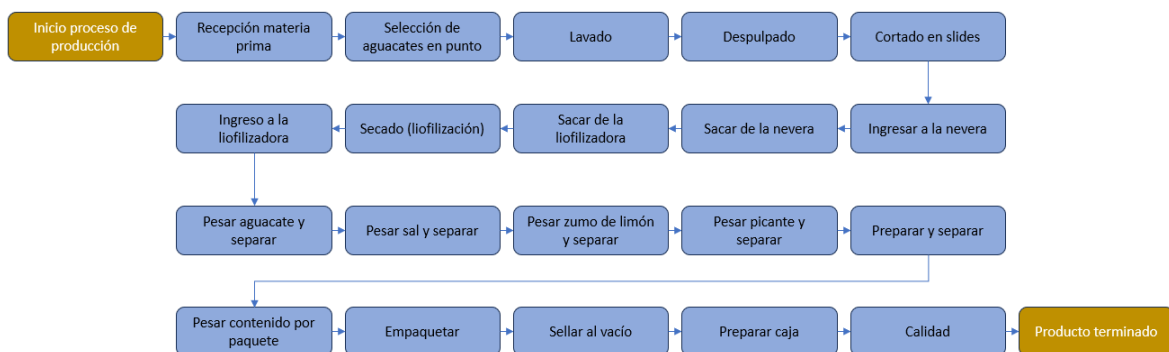 Inicio proceso de
producción
Recepción materia
prima
Selección de
aguacates en punto
Lavado
Despulpado
Cortado en slides
Ingreso a la
liofilizadora
Secado (liofilización)
Sacar de la
liofilizadora
Sacar de la nevera
Ingresar a la nevera
Pesar aguacate y
separar
Pesar sal y separar
Pesar zumo de limón
y separar
Pesar picante y
separar
Preparar y separar
Pesar contenido por
paquete
Empaquetar
Sellar al vacío
Preparar caja
Calidad
Producto terminado